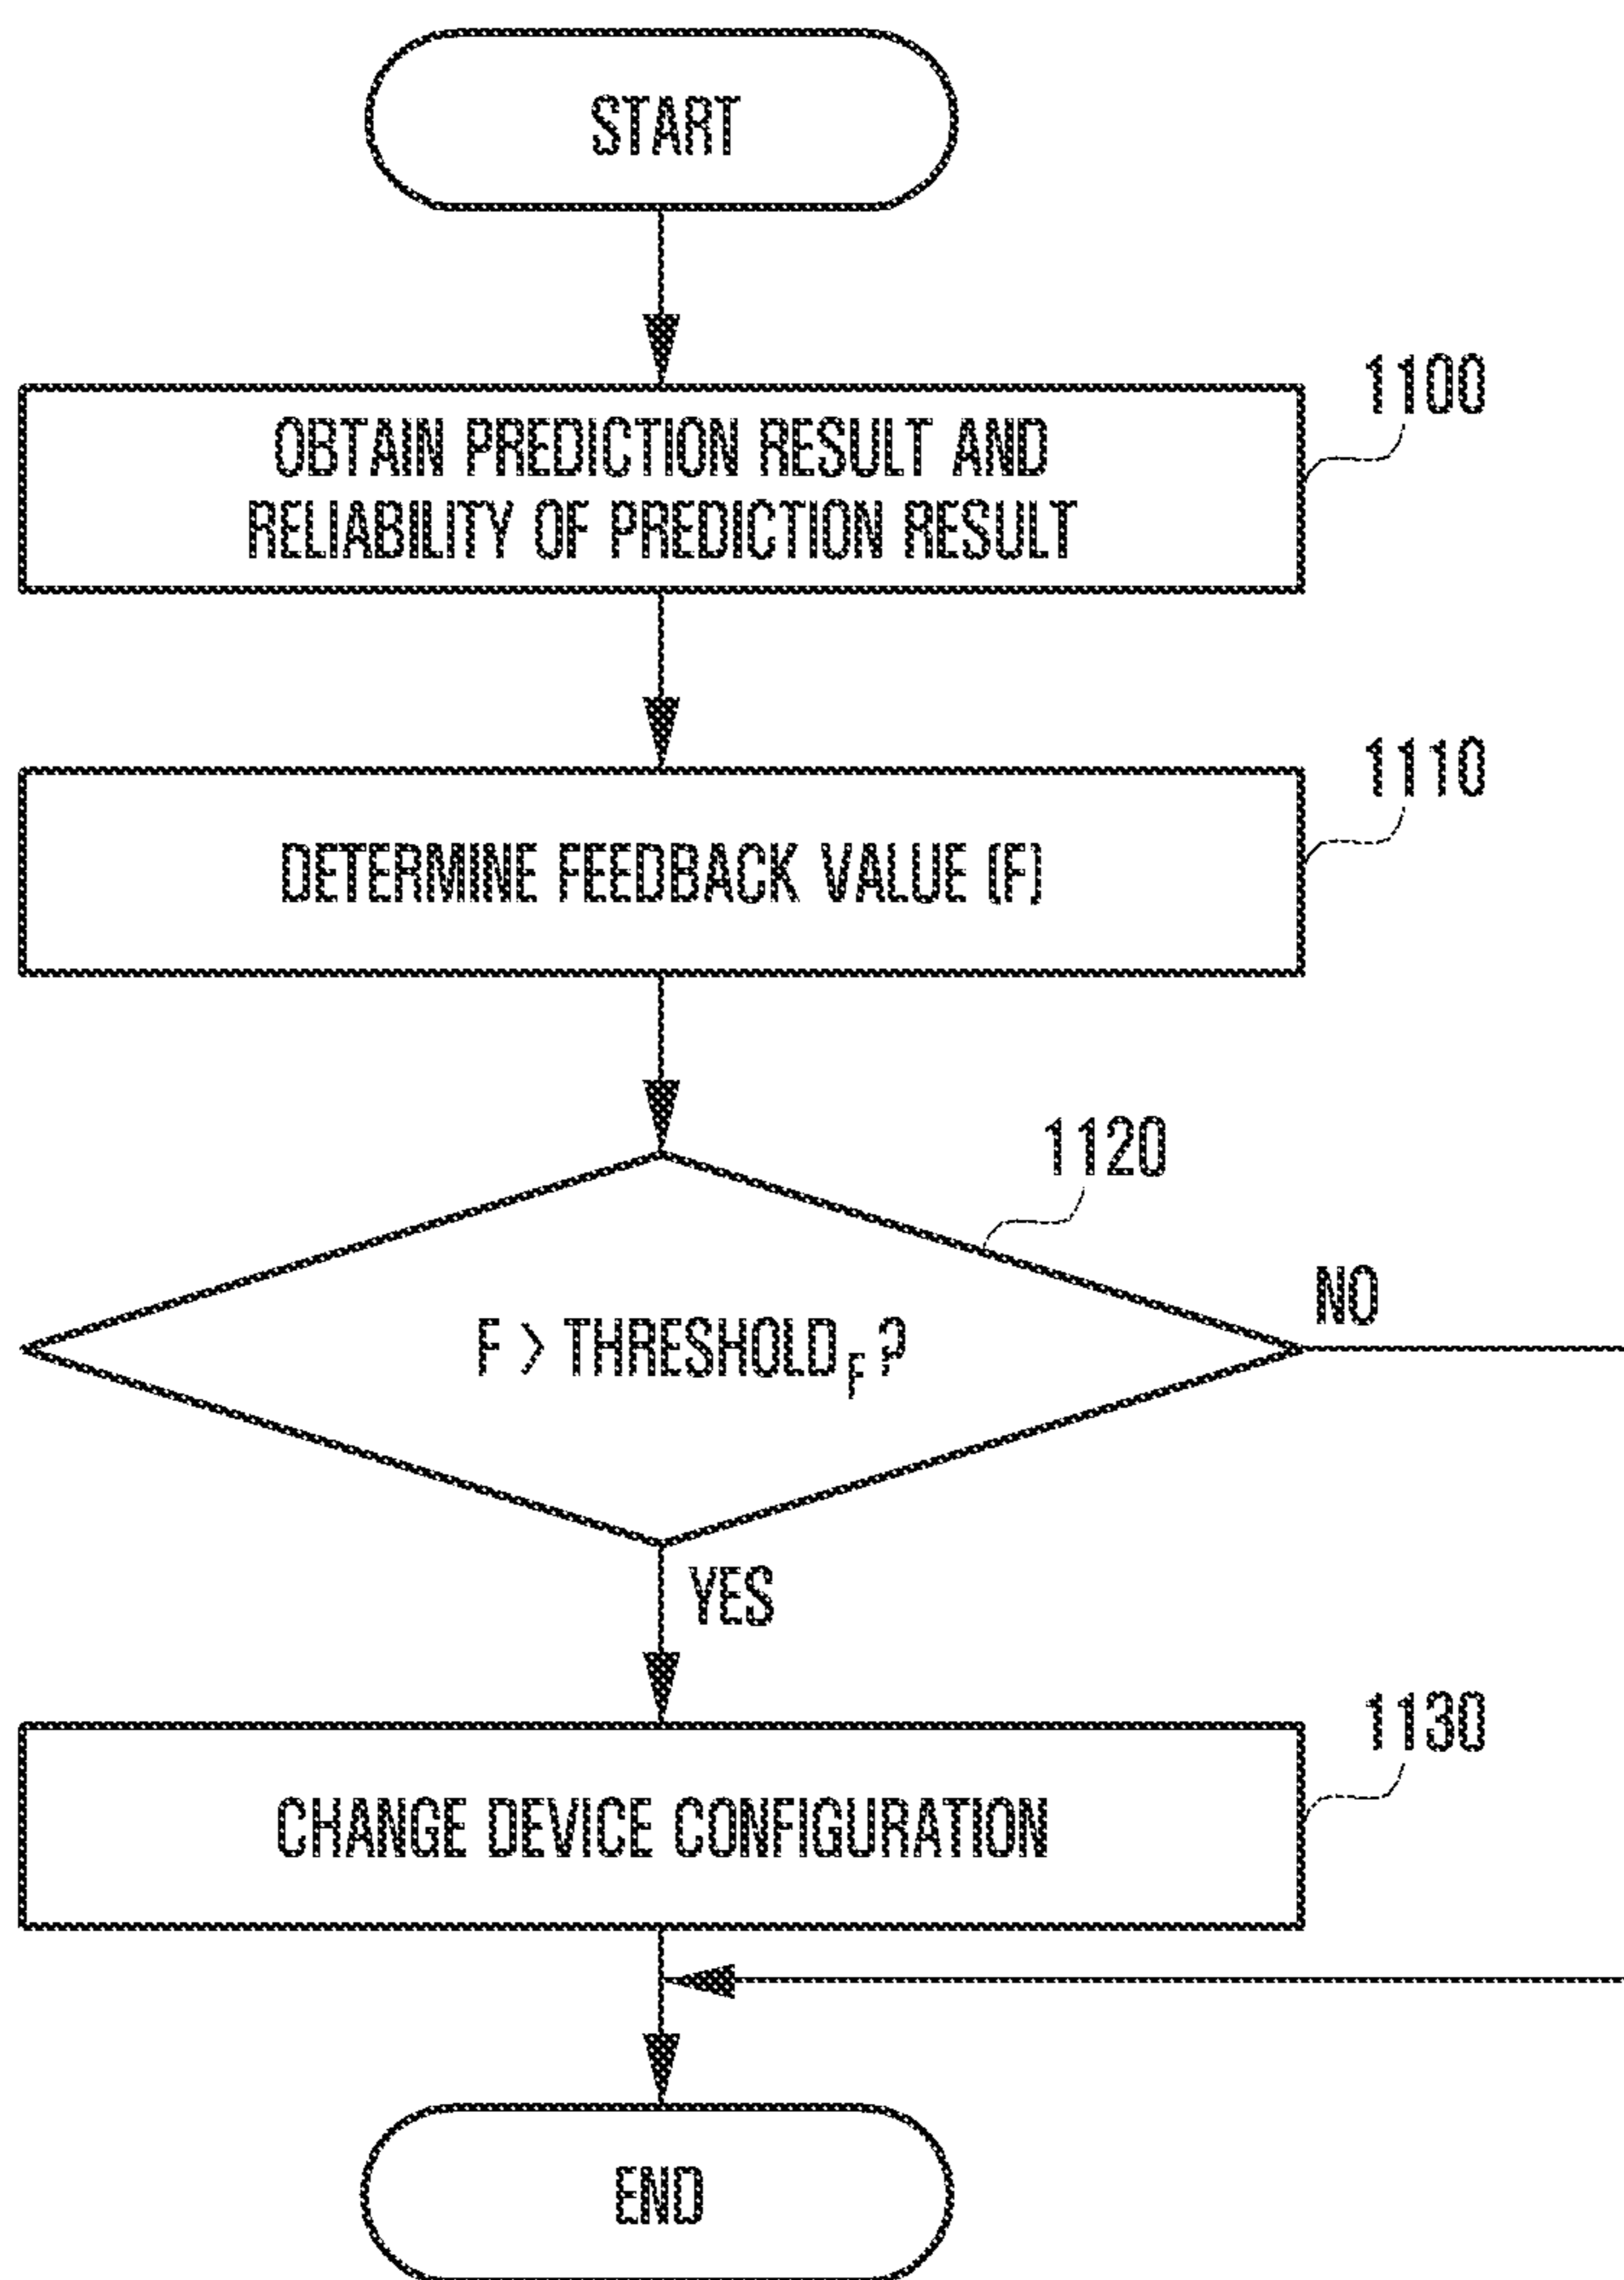 START
1100
OBTAIN PREDICTION RESULT AND
RELIABILITY OF PREDICTION RESULT
1110
DETERMINE FEEDBACK VALUE (F)
1120
F > THRESHOLD_F ?
NO
YES
1130
CHANGE DEVICE CONFIGURATION
END